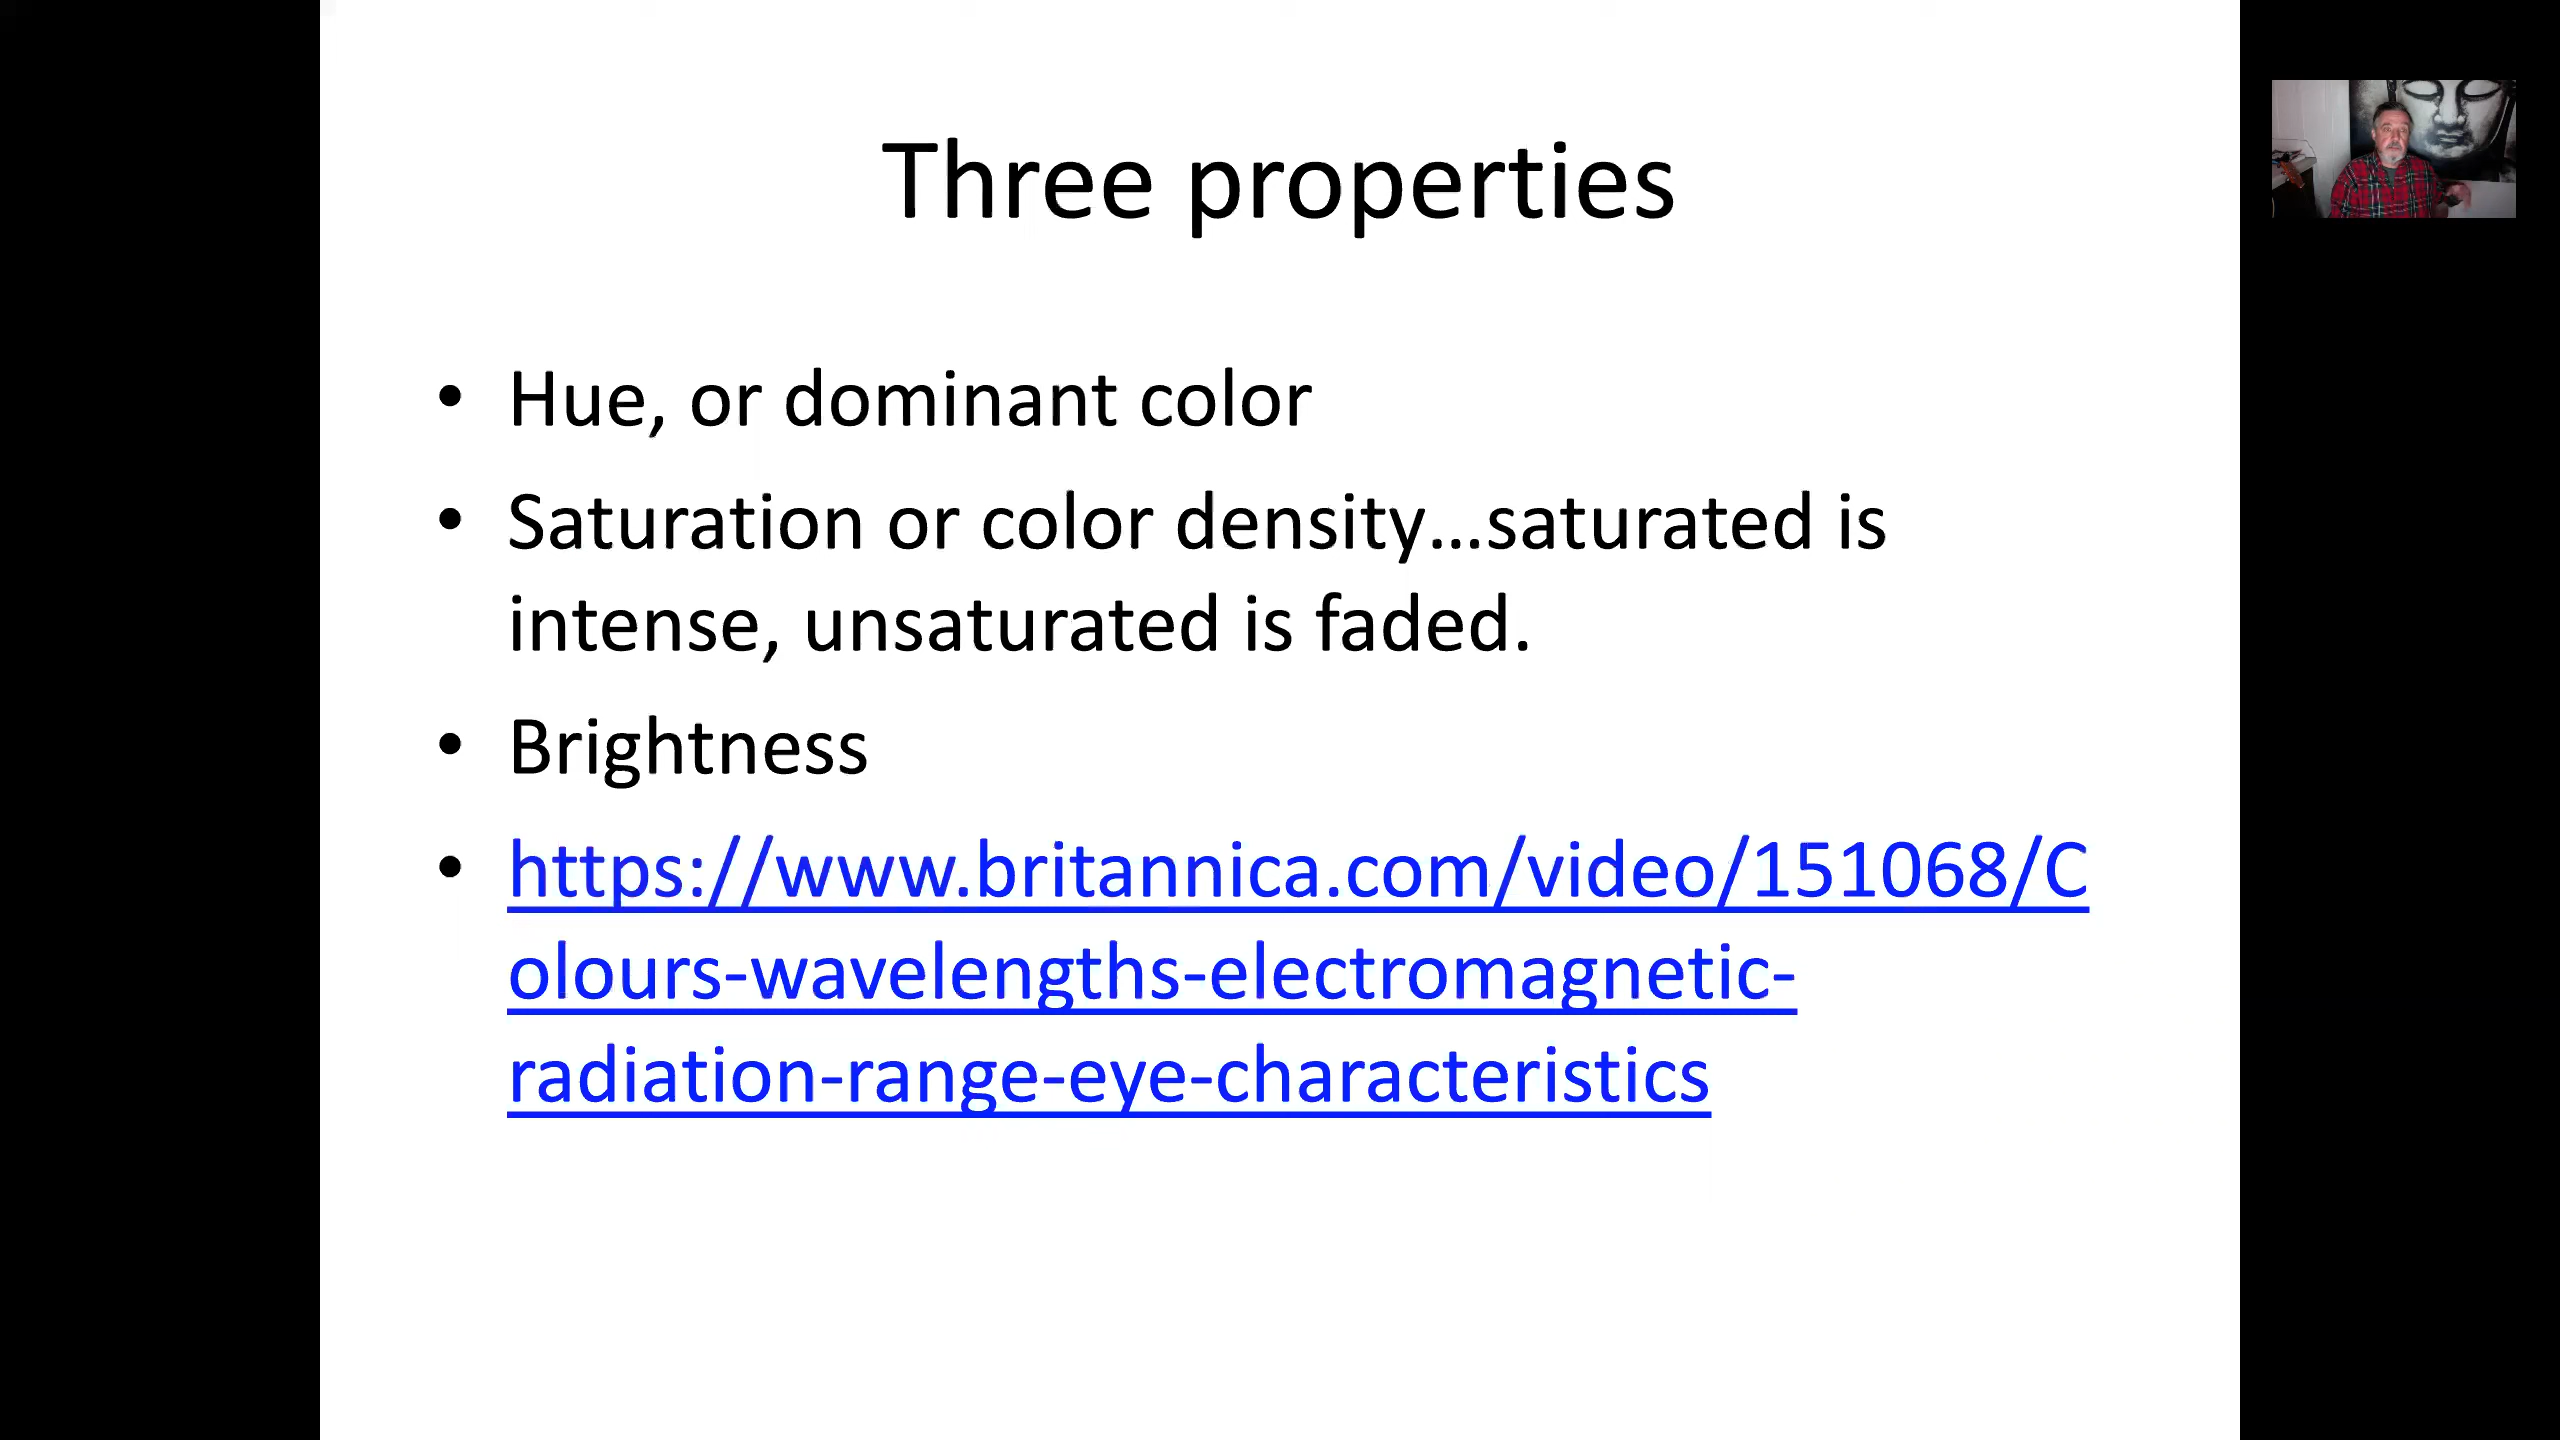 Three properties
• Hue, or dominant color
• Saturation or color density...saturated is
intense, unsaturated is faded.
• Brightness
• https://www.britannica.com/video/151068/C
olours-wavelengths-electromagnetic-
radiation-range-eye-characteristics